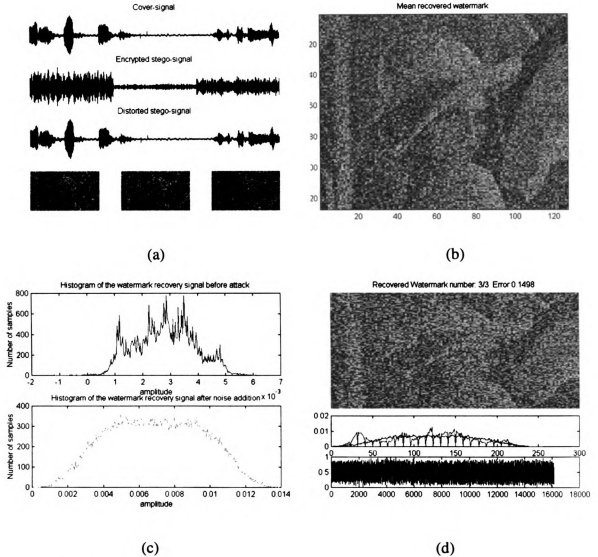 Cover-signal
Encrypted stego-signal
Distorted stego-signal
(a)
Mean recovered watermark
20 40 60 80 100 120
(b)
Histogram of the watermark recovery signal before attack
Number of samples
800
600
400
200
0
-2 -1 0 1 2 3 4 5 6 7
amplitude
Histogram of the watermark recovery signal after noise addition x 10⁻³
Number of samples
400
300
200
100
0
0 0.002 0.004 0.006 0.008 0.01 0.012 0.014
amplitude
(c)
Recovered Watermark number: 3/3 Error 0.1498
0.02
0.01
0
0 50 100 150 200 250 300
1
0.5
0
0 2000 4000 6000 8000 10000 12000 14000 16000 18000
(d)